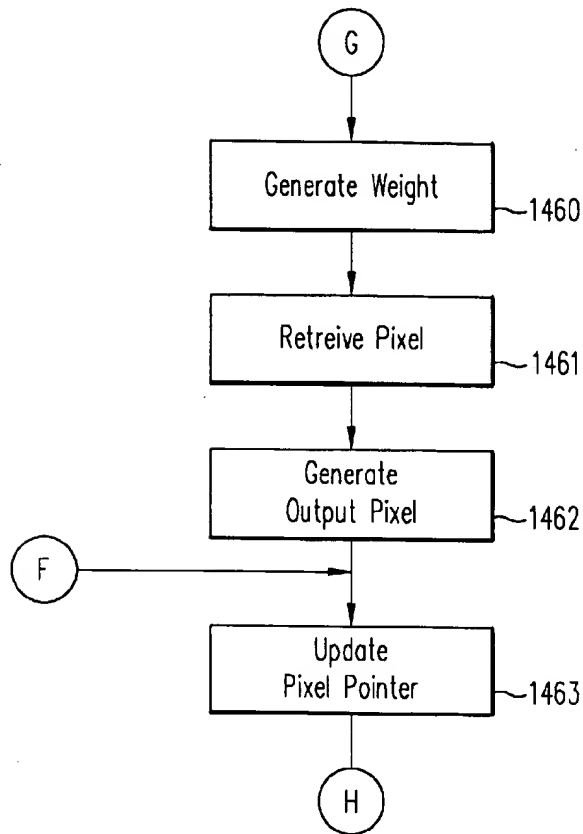 G
Generate Weight
1460
Retreive Pixel
1461
Generate
Output Pixel
1462
F
Update
Pixel Pointer
1463
H